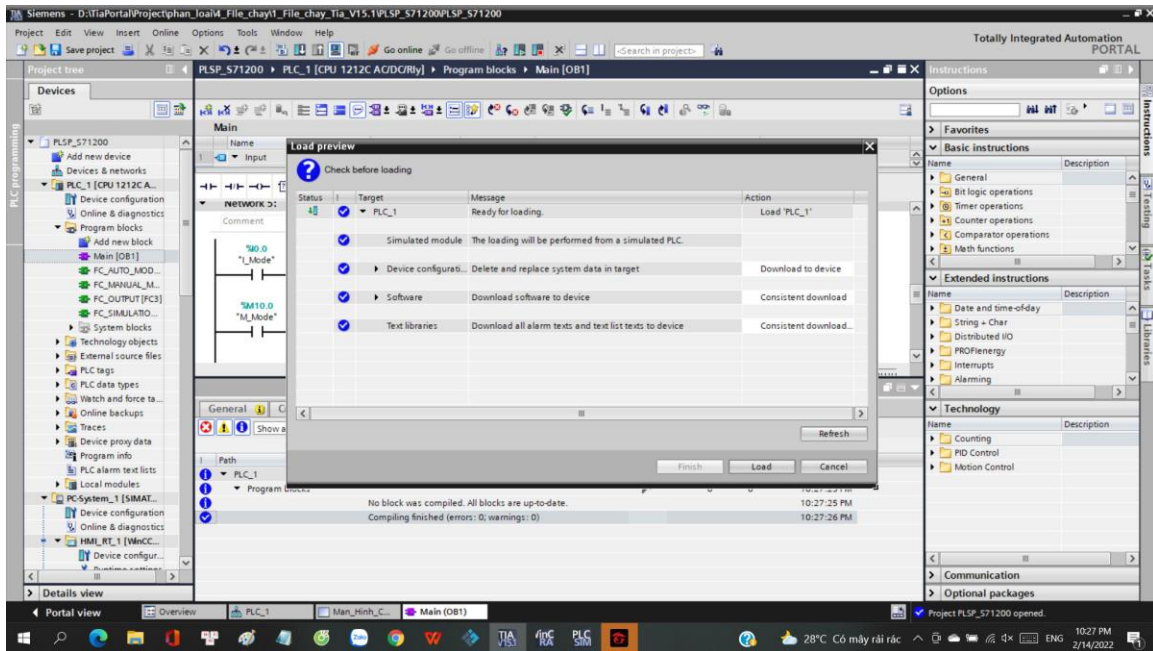 Siemens - D:\TiaPortal\Project\phan_loai\4_FIle_chay\1_File_chay_Tia_V15.1\PLSP_S71200\PLSP_S71200
Project Edit View Insert Online Options Tools Window Help
Totally Integrated Automation
PORTAL
Save project
Go online
Go offline
<Search in project>
Project tree
Devices
PLC programming
PLSP_S71200
Add new device
Devices & networks
PLC_1 [CPU 1212C A...
Device configuration
Online & diagnostics
Program blocks
Add new block
Main [OB1]
FC_AUTO_MOD...
FC_MANUAL_M...
FC_OUTPUT [FC3]
FC_SIMULATIO...
System blocks
Technology objects
External source files
PLC tags
PLC data types
Watch and force ta...
Online backups
Traces
Device proxy data
Program info
PLC alarm text lists
Local modules
PC-System_1 [SIMAT...
Device configuration
Online & diagnostics
HMI_RT_1 [WinCC...
Device configur...
Details view
PLSP_S71200 ▸ PLC_1 [CPU 1212C AC/DC/Rly] ▸ Program blocks ▸ Main [OB1]
Main
Name
1 Input
Network 5:
Comment
%I0.0
"I_Mode"
%M10.0
"M_Mode"
Load preview
Check before loading
Status ! Target Message Action
PLC_1 Ready for loading. Load 'PLC_1'
Simulated module The loading will be performed from a simulated PLC.
Device configurati... Delete and replace system data in target Download to device
Software Download software to device Consistent download
Text libraries Download all alarm texts and text list texts to device Consistent download...
Refresh
Finish Load Cancel
General
Show a
! Path
PLC_1
Program blocks
No block was compiled. All blocks are up-to-date. 10:27:25 PM
Compiling finished (errors: 0; warnings: 0) 10:27:26 PM
Instructions
Options
Favorites
Basic instructions
Name Description
General
Bit logic operations
Timer operations
Counter operations
Comparator operations
Math functions
Extended instructions
Name Description
Date and time-of-day
String + Char
Distributed I/O
PROFIenergy
Interrupts
Alarming
Technology
Name Description
Counting
PID Control
Motion Control
Communication
Optional packages
Instructions
Testing
Tasks
Libraries
Portal view
Overview
PLC_1
Man_Hinh_C...
Main (OB1)
Project PLSP_S71200 opened.
28°C Có mây rải rác
ENG
10:27 PM
2/14/2022